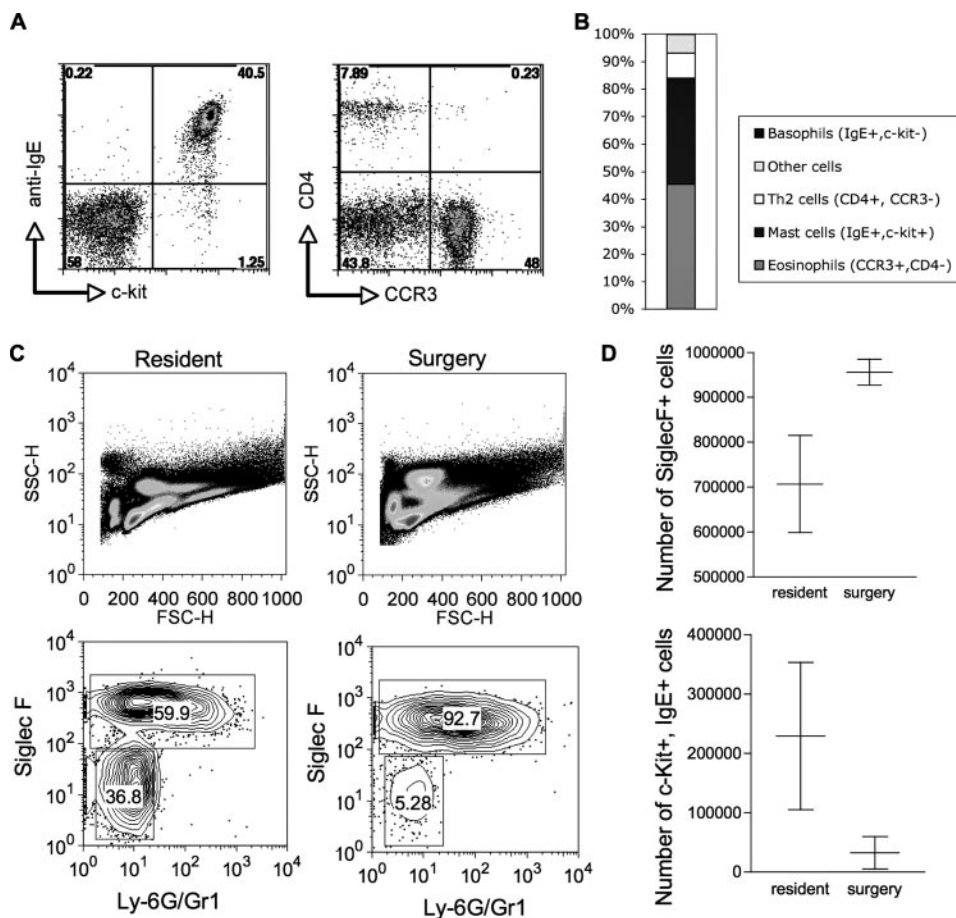 A
0.22 40.5
anti-IgE
58 1.25
c-kit
7.89 0.23
CD4
43.8 48
CCR3
B
100%
90%
80%
70%
60%
50%
40%
30%
20%
10%
0%
Basophils (IgE+,c-kit-)
Other cells
Th2 cells (CD4+, CCR3-)
Mast cells (IgE+,c-kit+)
Eosinophils (CCR3+,CD4-)
C
Resident
10^4
10^3
10^2
10^1
10^0
SSC-H
0 200 400 600 800 1000
FSC-H
Surgery
10^4
10^3
10^2
10^1
10^0
SSC-H
0 200 400 600 800 1000
FSC-H
10^4
10^3
10^2
10^1
10^0
Siglec F
59.9
36.8
10^0 10^1 10^2 10^3 10^4
Ly-6G/Gr1
10^4
10^3
10^2
10^1
10^0
Siglec F
92.7
5.28
10^0 10^1 10^2 10^3 10^4
Ly-6G/Gr1
D
Number of SiglecF+ cells
1000000
900000
800000
700000
600000
500000
resident surgery
Number of c-Kit+, IgE+ cells
400000
300000
200000
100000
0
resident surgery